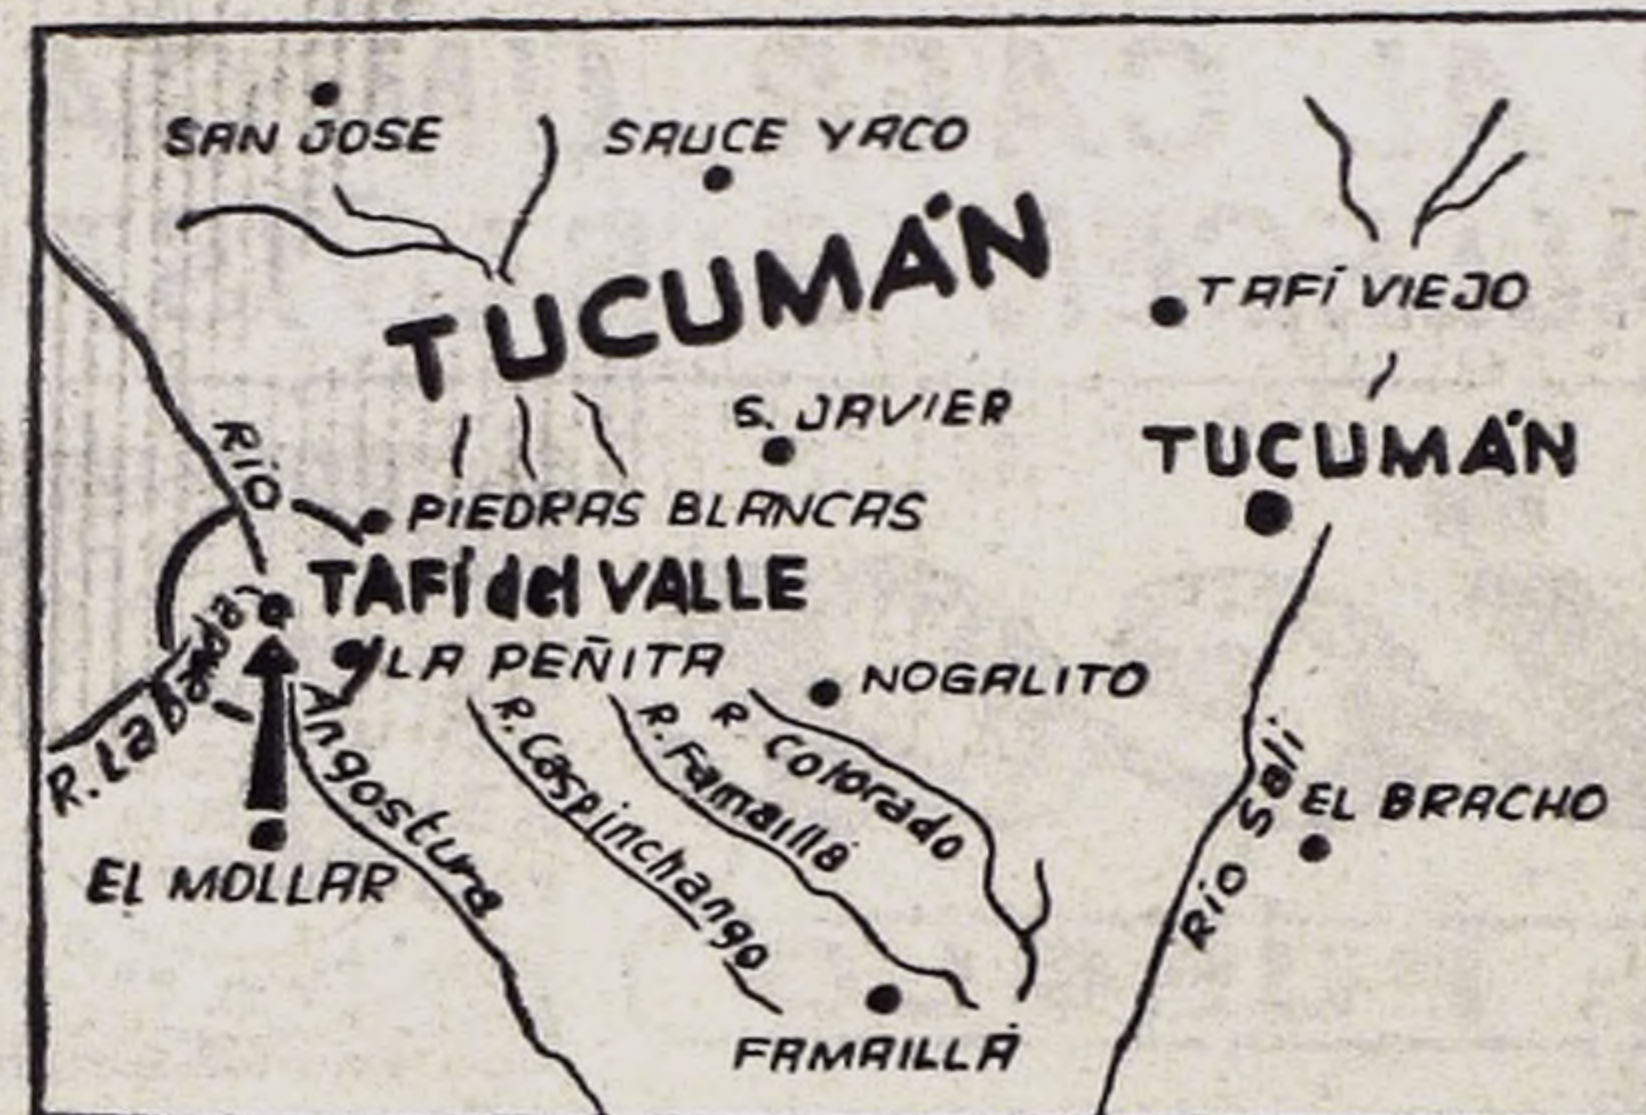 SAN JOSE
SAUCE YACO
TUCUMÁN
TAFÍ VIEJO
S. JAVIER
TUCUMÁN
RÍO
PIEDRAS BLANCAS
TAFÍ del VALLE
LA PEÑITA
NOGALITO
R. La
Angostura
R. Caspinchango
R. Famaillá
R. Colorado
Río Salí
EL BRACHO
EL MOLLAR
FAMAILLÁ